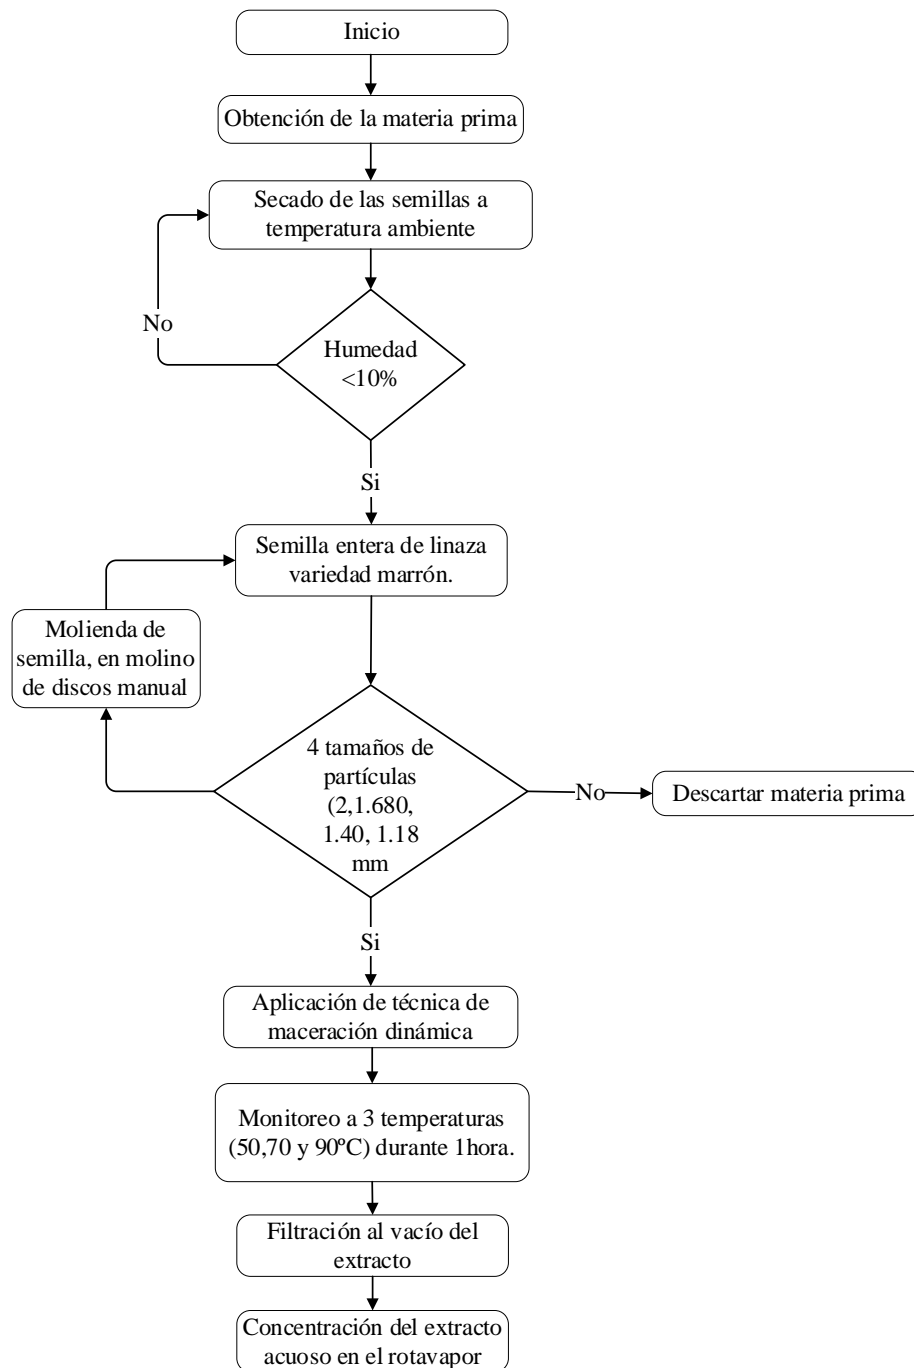 Inicio
Obtención de la materia prima
Secado de las semillas a
temperatura ambiente
No
Humedad
<10%
Si
Semilla entera de linaza
variedad marrón.
Molienda de
semilla, en molino
de discos manual
4 tamaños de
partículas
(2,1.680,
1.40, 1.18
mm
No
Descartar materia prima
Si
Aplicación de técnica de
maceración dinámica
Monitoreo a 3 temperaturas
(50,70 y 90ºC) durante 1hora.
Filtración al vacío del
extracto
Concentración del extracto
acuoso en el rotavapor